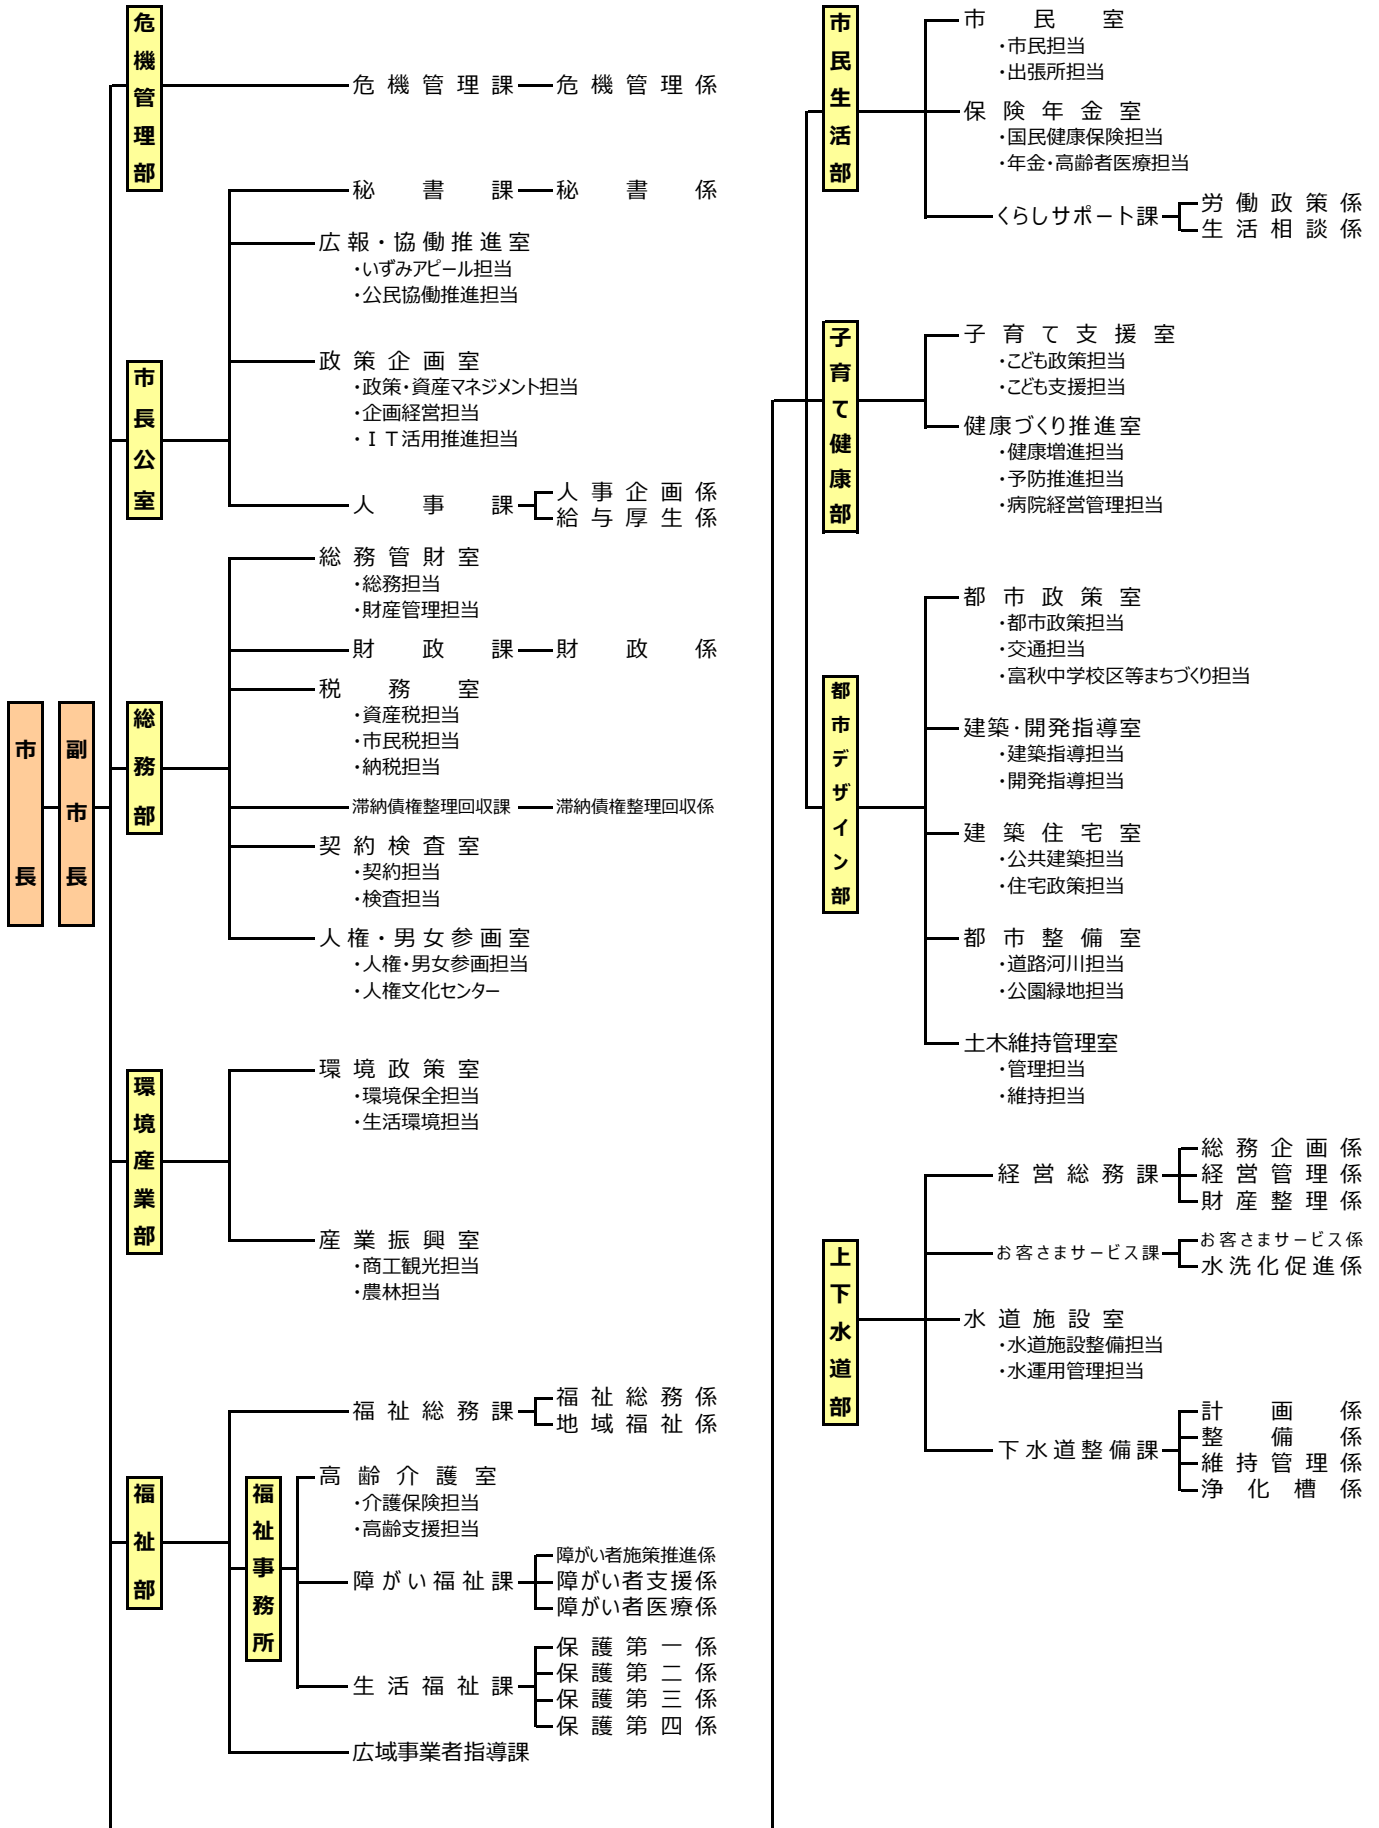 市長
副市長
危機管理部
危機管理課
危機管理係
市長公室
秘書課
秘書係
広報・協働推進室
・いずみアピール担当
・公民協働推進担当
政策企画室
・政策・資産マネジメント担当
・企画経営担当
・ＩＴ活用推進担当
人事課
人事企画係
給与厚生係
総務部
総務管財室
・総務担当
・財産管理担当
財政課
財政係
税務室
・資産税担当
・市民税担当
・納税担当
滞納債権整理回収課
滞納債権整理回収係
契約検査室
・契約担当
・検査担当
人権・男女参画室
・人権・男女参画担当
・人権文化センター
環境産業部
環境政策室
・環境保全担当
・生活環境担当
産業振興室
・商工観光担当
・農林担当
福祉部
福祉総務課
福祉総務係
地域福祉係
福祉事務所
高齢介護室
・介護保険担当
・高齢支援担当
障がい福祉課
障がい者施策推進係
障がい者支援係
障がい者医療係
生活福祉課
保護第一係
保護第二係
保護第三係
保護第四係
広域事業者指導課
市民生活部
市民室
・市民担当
・出張所担当
保険年金室
・国民健康保険担当
・年金・高齢者医療担当
くらしサポート課
労働政策係
生活相談係
子育て健康部
子育て支援室
・こども政策担当
・こども支援担当
健康づくり推進室
・健康増進担当
・予防推進担当
・病院経営管理担当
都市デザイン部
都市政策室
・都市政策担当
・交通担当
・富秋中学校区等まちづくり担当
建築・開発指導室
・建築指導担当
・開発指導担当
建築住宅室
・公共建築担当
・住宅政策担当
都市整備室
・道路河川担当
・公園緑地担当
土木維持管理室
・管理担当
・維持担当
上下水道部
経営総務課
総務企画係
経営管理係
財産整理係
お客さまサービス課
お客さまサービス係
水洗化促進係
水道施設室
・水道施設整備担当
・水運用管理担当
下水道整備課
計画係
整備係
維持管理係
浄化槽係